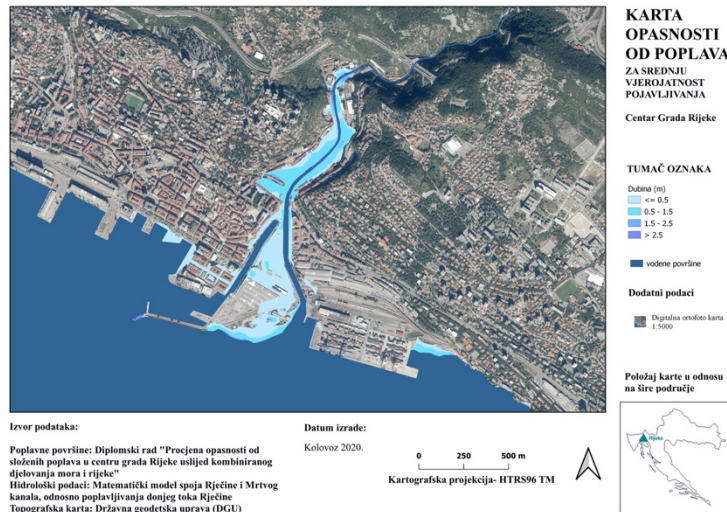 KARTA
OPASNOSTI
OD POPLAVA
ZA SREDNJU
VJEROJATNOST
POJAVLJIVANJA
Centar Grada Rijeke
TUMAČ OZNAKA
Dubina (m)
<= 0.5
0.5 - 1.5
1.5 - 2.5
> 2.5
vodene površine
Dodatni podaci
Digitalna ortofoto karta
1:5000
Položaj karte u odnosu
na šire područje
Rijeka
Izvor podataka:
Poplavne površine: Diplomski rad "Procjena opasnosti od
složenih poplava u centru grada Rijeke uslijed kombiniranog
djelovanja mora i rijeke"
Hidrološki podaci: Matematički model spoja Rječine i Mrtvog
kanala, odnosno poplavljivanja donjeg toka Rječine
Topografska karta: Državna geodetska uprava (DGU)
Datum izrade:
Kolovoz 2020.
0 250 500 m
Kartografska projekcija- HTRS96 TM